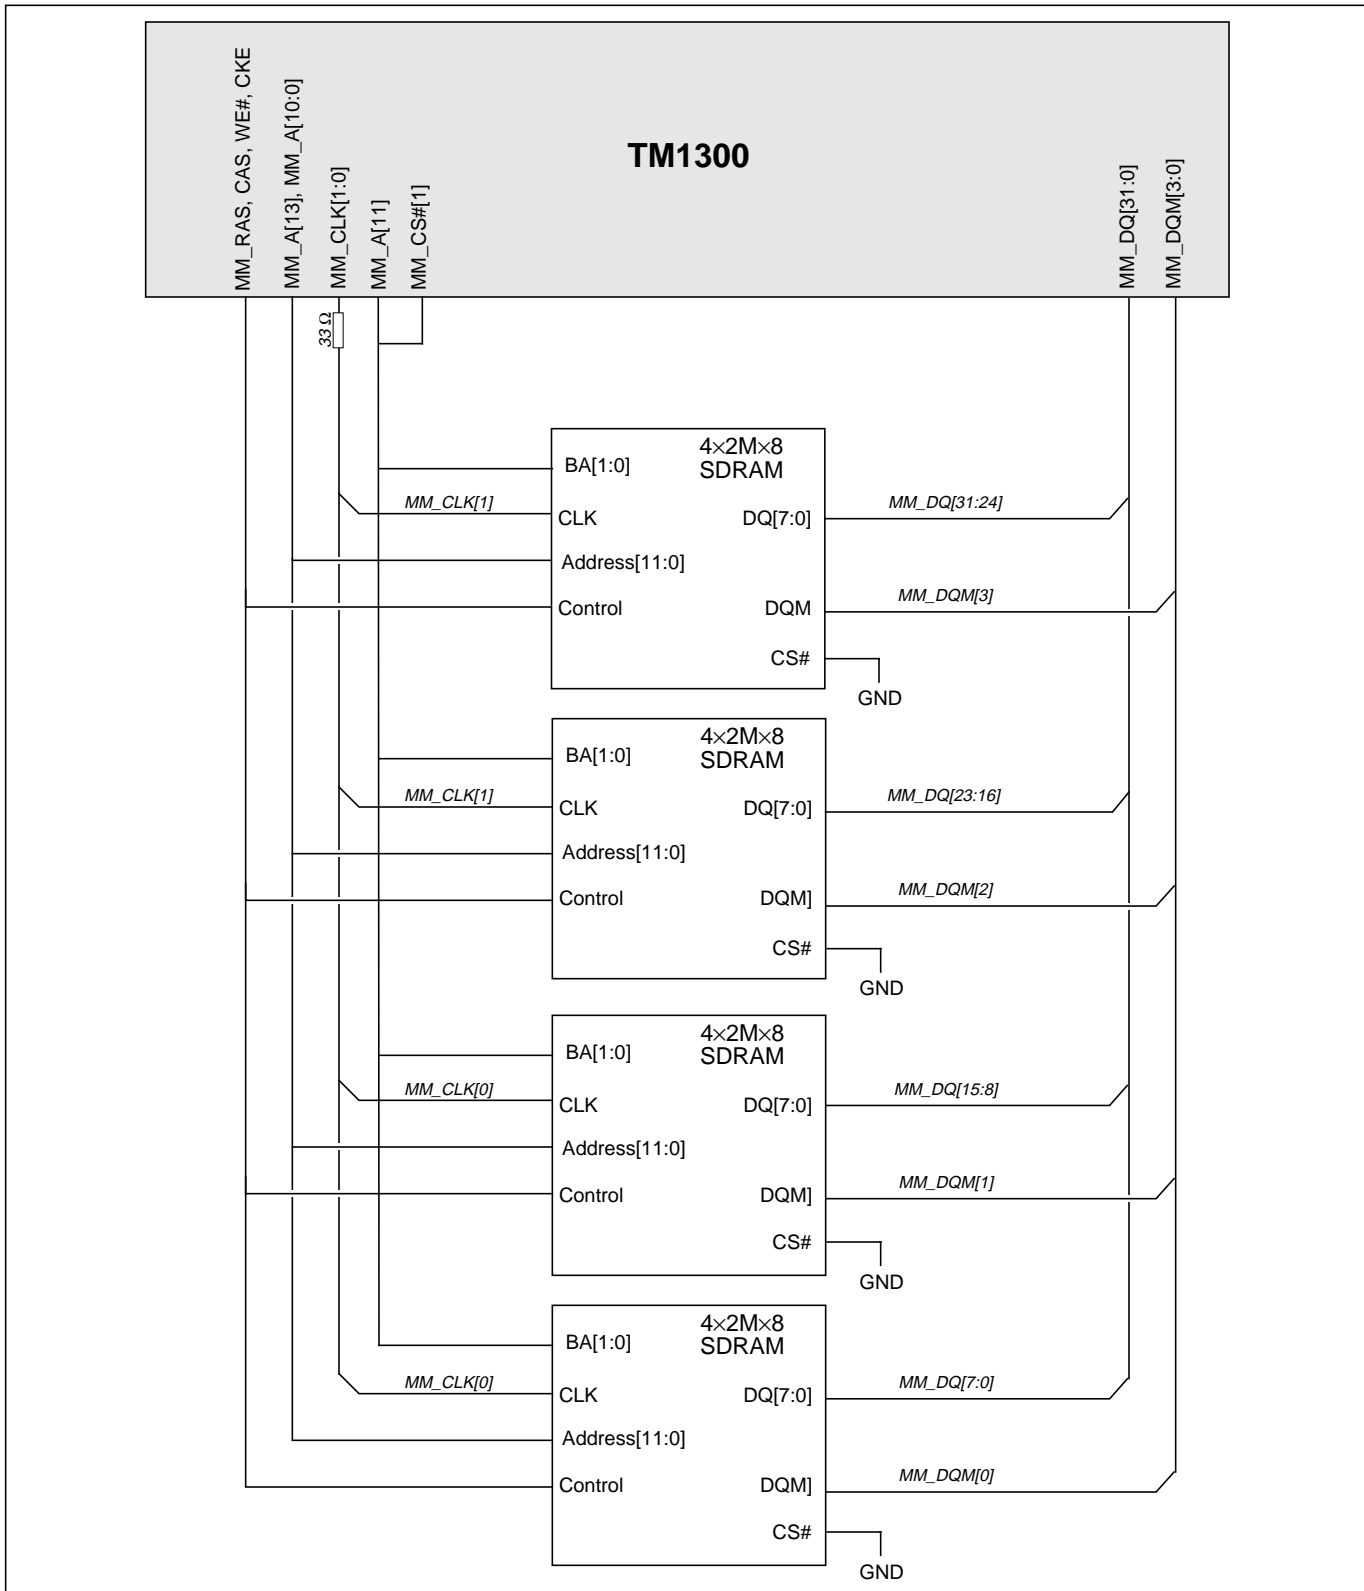 TM1300
MM_RAS, CAS, WE#, CKE
MM_A[13], MM_A[10:0]
MM_CLK[1:0]
MM_A[11]
MM_CS#[1]
MM_DQ[31:0]
MM_DQM[3:0]
33 Ω
4×2M×8
SDRAM
BA[1:0]
MM_CLK[1]
CLK
DQ[7:0]
MM_DQ[31:24]
Address[11:0]
Control
DQM
MM_DQM[3]
CS#
GND
4×2M×8
SDRAM
BA[1:0]
MM_CLK[1]
CLK
DQ[7:0]
MM_DQ[23:16]
Address[11:0]
Control
DQM]
MM_DQM[2]
CS#
GND
4×2M×8
SDRAM
BA[1:0]
MM_CLK[0]
CLK
DQ[7:0]
MM_DQ[15:8]
Address[11:0]
Control
DQM]
MM_DQM[1]
CS#
GND
4×2M×8
SDRAM
BA[1:0]
MM_CLK[0]
CLK
DQ[7:0]
MM_DQ[7:0]
Address[11:0]
Control
DQM]
MM_DQM[0]
CS#
GND